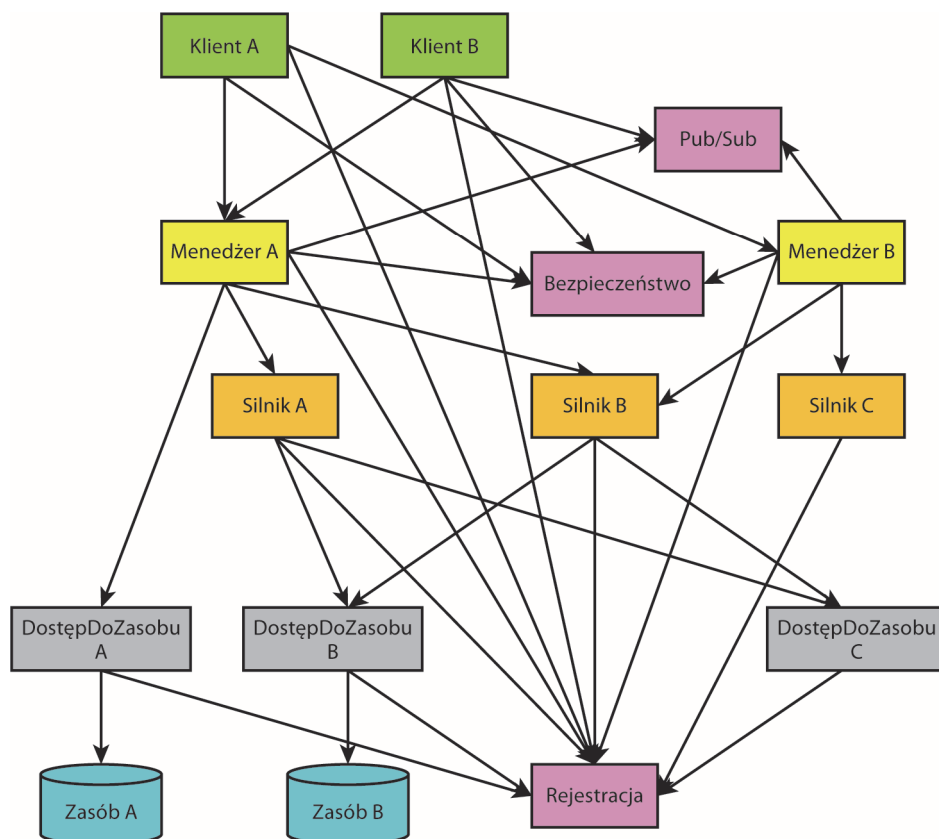 Klient A
Klient B
Pub/Sub
Menedżer A
Bezpieczeństwo
Menedżer B
Silnik A
Silnik B
Silnik C
DostępDoZasobu
A
DostępDoZasobu
B
DostępDoZasobu
C
Zasób A
Zasób B
Rejestracja